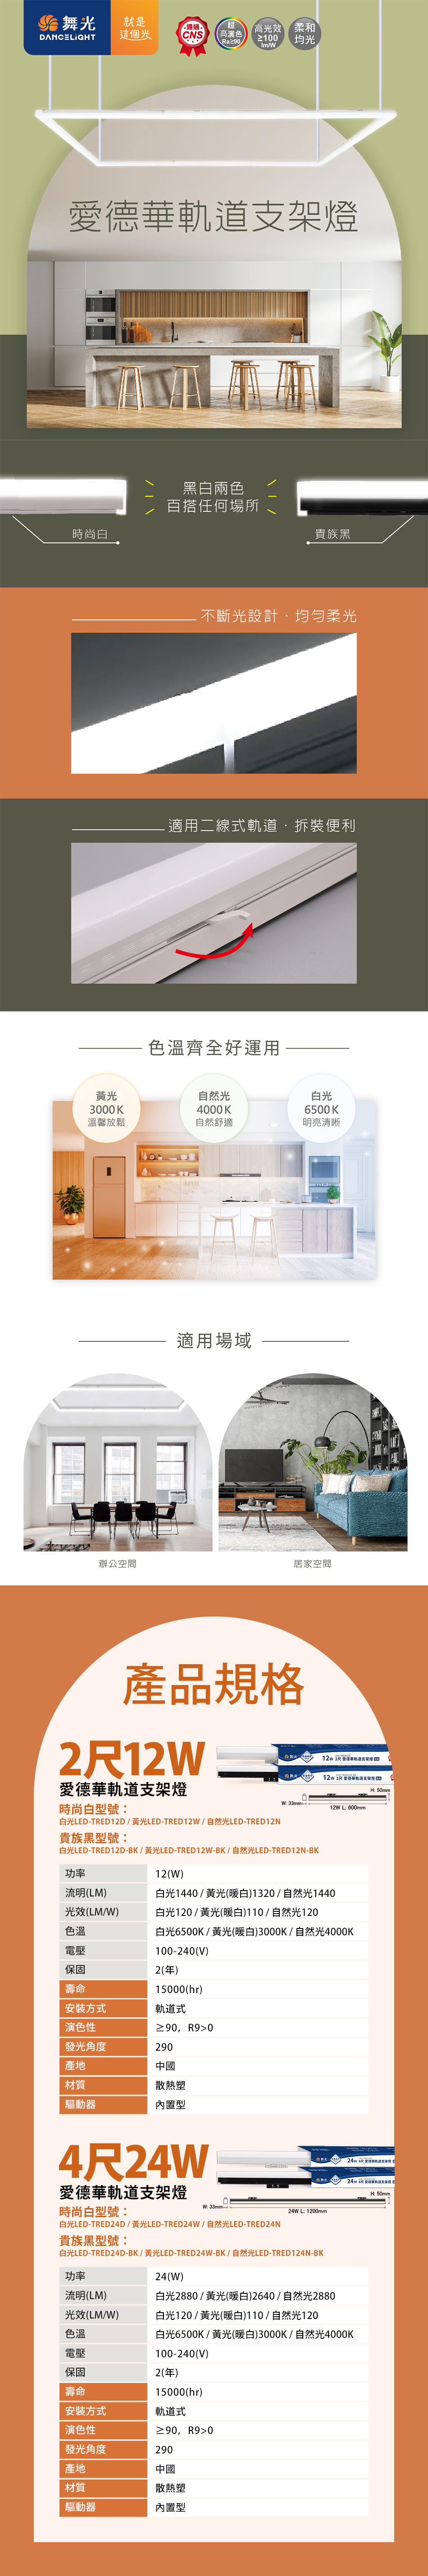 舞光
DANCELIGHT
就是
這個光
通過
CNS
超
高演色
Ra≥90
高光效
≥100
lm/W
柔和
均光
愛德華軌道支架燈
黑白兩色
百搭任何場所
時尚白
貴族黑
不斷光設計．均勻柔光
適用二線式軌道．拆裝便利
色溫齊全好運用
黃光
3000 K
溫馨放鬆
自然光
4000 K
自然舒適
白光
6500 K
明亮清晰
適用場域
辦公空間
居家空間
產品規格
2尺12W
愛德華軌道支架燈
H: 50mm
W: 33mm
12W L: 600mm
時尚白型號：
白光LED-TRED12D / 黃光LED-TRED12W / 自然光LED-TRED12N
貴族黑型號：
白光LED-TRED12D-BK / 黃光LED-TRED12W-BK / 自然光LED-TRED12N-BK
功率 12(W)
流明(LM) 白光1440 / 黃光(暖白)1320 / 自然光1440
光效(LM/W) 白光120 / 黃光(暖白)110 / 自然光120
色溫 白光6500K / 黃光(暖白)3000K / 自然光4000K
電壓 100-240(V)
保固 2(年)
壽命 15000(hr)
安裝方式 軌道式
演色性 ≥90，R9>0
發光角度 290
產地 中國
材質 散熱塑
驅動器 內置型
4尺24W
愛德華軌道支架燈
H: 50mm
W: 33mm
24W L: 1200mm
時尚白型號：
白光LED-TRED24D / 黃光LED-TRED24W / 自然光LED-TRED24N
貴族黑型號：
白光LED-TRED24D-BK / 黃光LED-TRED24W-BK / 自然光LED-TRED124N-BK
功率 24(W)
流明(LM) 白光2880 / 黃光(暖白)2640 / 自然光2880
光效(LM/W) 白光120 / 黃光(暖白)110 / 自然光120
色溫 白光6500K / 黃光(暖白)3000K / 自然光4000K
電壓 100-240(V)
保固 2(年)
壽命 15000(hr)
安裝方式 軌道式
演色性 ≥90，R9>0
發光角度 290
產地 中國
材質 散熱塑
驅動器 內置型